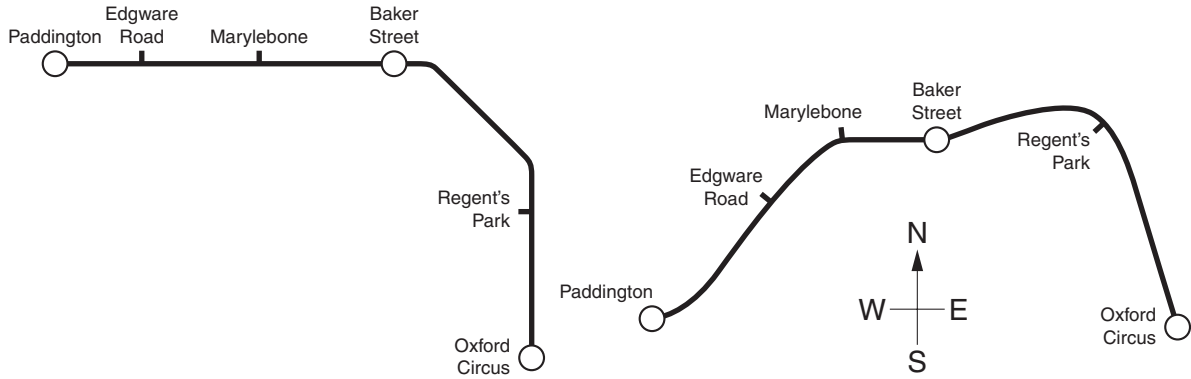 Paddington
Edgware
Road
Marylebone
Baker
Street
Regent's
Park
Oxford
Circus
Paddington
Edgware
Road
Marylebone
Baker
Street
Regent's
Park
Oxford
Circus
N
W E
S